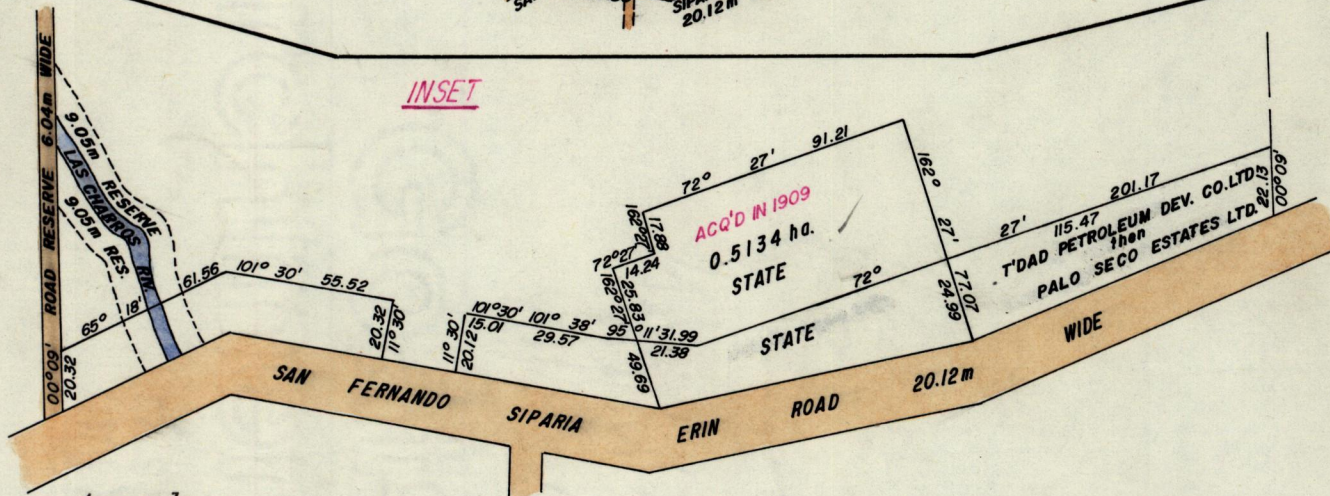 20.12m
INSET
ROAD RESERVE 6.04m WIDE
9.05m RESERVE
LAS CHABROS RIV.
9.05m RES.
00°09'
20.32
65° 18' 61.56
101° 30' 55.52
20.32
11° 30'
11° 30'
20.12
101°30'
15.01
101° 38'
29.57
95° 11' 31.99
21.38
49.69
162°27'
25.83
72°27'
14.24
162°27'
17.88
72° 27' 91.21
162° 27'
ACQ'D IN 1909
0.5134 ha.
STATE
72° 27' 201.17
115.47
77.07
24.99
STATE
T'DAD PETROLEUM DEV. CO. LTD.
then
PALO SECO ESTATES LTD.
22.13
00°09'
SAN FERNANDO SIPARIA ERIN ROAD 20.12m WIDE